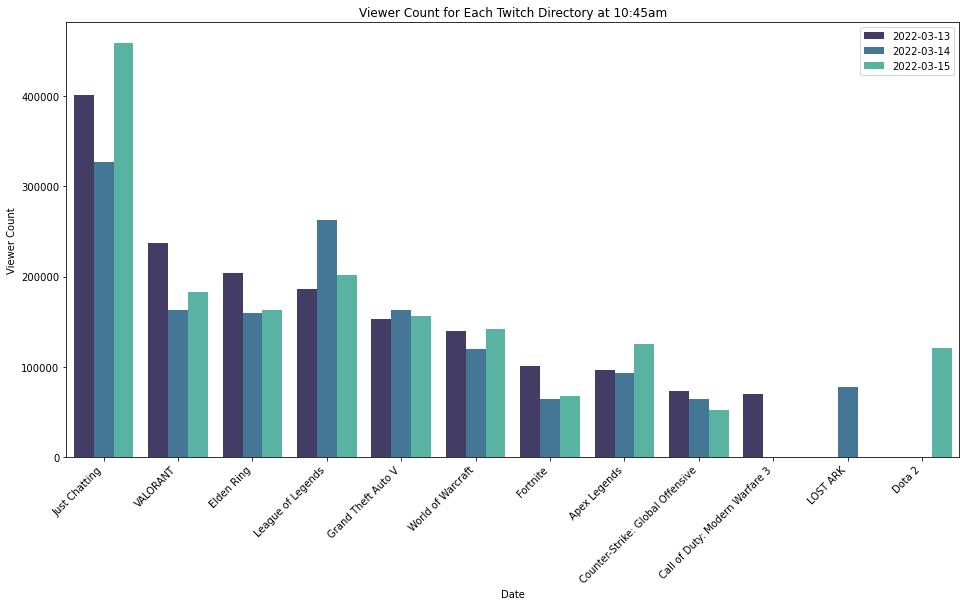 Viewer Count for Each Twitch Directory at 10:45am
2022-03-13
2022-03-14
2022-03-15
Viewer Count
400000
300000
200000
100000
0
Just Chatting
VALORANT
Elden Ring
League of Legends
Grand Theft Auto V
World of Warcraft
Fortnite
Apex Legends
Counter-Strike: Global Offensive
Call of Duty: Modern Warfare 3
LOST ARK
Dota 2
Date